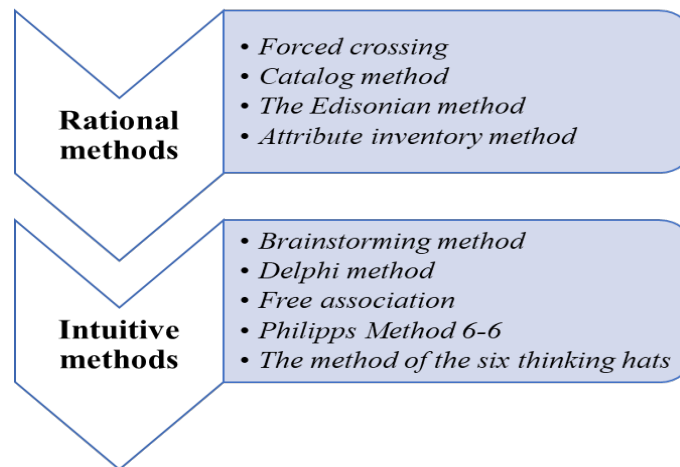 Rational
methods
• Forced crossing
• Catalog method
• The Edisonian method
• Attribute inventory method
Intuitive
methods
• Brainstorming method
• Delphi method
• Free association
• Philipps Method 6-6
• The method of the six thinking hats